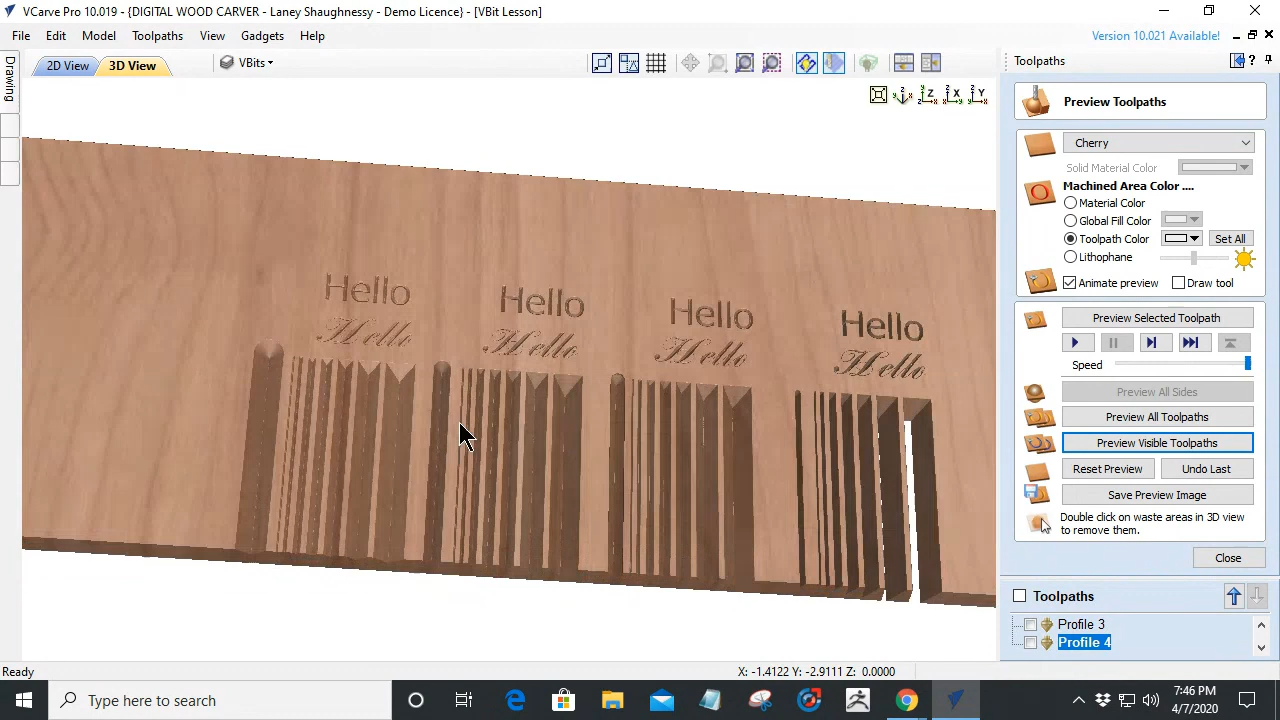 VCarve Pro 10.019 - {DIGITAL WOOD CARVER - Laney Shaughnessy - Demo Licence} - [VBit Lesson]
File Edit Model Toolpaths View Gadgets Help
Version 10.021 Available!
Drawing
2D View 3D View
VBits
Z X Y
Toolpaths
Preview Toolpaths
Cherry
Solid Material Color
Machined Area Color ....
Material Color
Global Fill Color
Toolpath Color Set All
Lithophane
Animate preview Draw tool
Preview Selected Toolpath
Speed
Preview All Sides
Preview All Toolpaths
Preview Visible Toolpaths
Reset Preview Undo Last
Save Preview Image
Double click on waste areas in 3D view
to remove them.
Close
Toolpaths
Profile 3
Profile 4
Hello Hello Hello Hello
Hello Hello Hello Hello
Ready
X: -1.4122 Y: -2.9111 Z: 0.0000
Type here to search
7:46 PM
4/7/2020